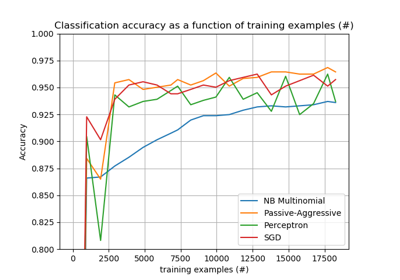 Classification accuracy as a function of training examples (#)
1.000
0.975
0.950
0.925
0.900
0.875
0.850
0.825
0.800
Accuracy
NB Multinomial
Passive-Aggressive
Perceptron
SGD
0 2500 5000 7500 10000 12500 15000 17500
training examples (#)